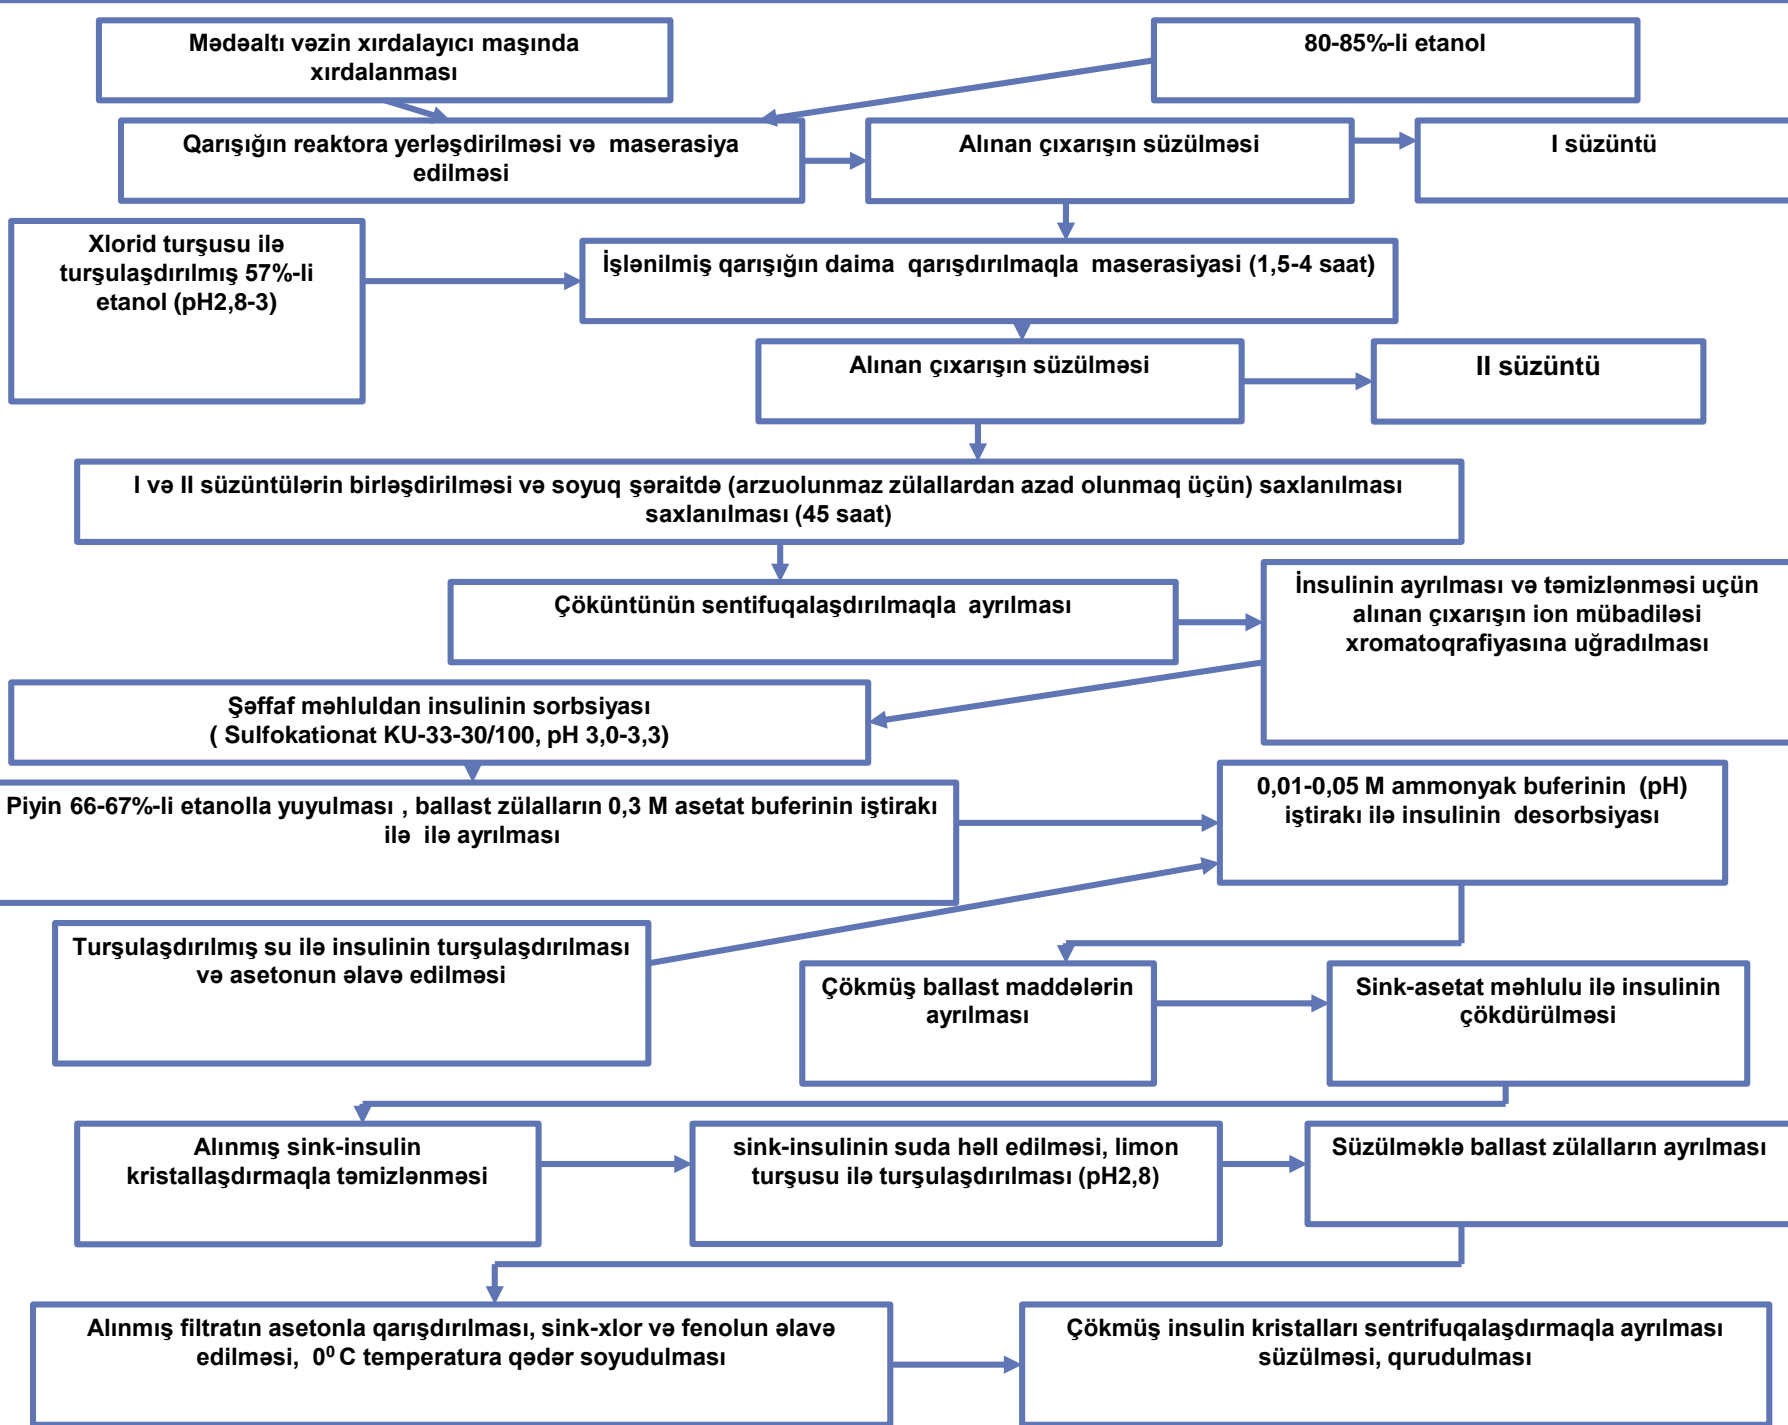 Mədəaltı vəzin xırdalayıcı maşında
xırdalanması
80-85%-li etanol
Qarışığın reaktora yerləşdirilməsi və maserasiya
edilməsi
Alınan çıxarışın süzülməsi
I süzüntü
Xlorid turşusu ilə
turşulaşdırılmış 57%-li
etanol (pH2,8-3)
İşlənilmiş qarışığın daima qarışdırılmaqla maserasiyasi (1,5-4 saat)
Alınan çıxarışın süzülməsi
II süzüntü
I və II süzüntülərin birləşdirilməsi və soyuq şəraitdə (arzuolunmaz zülallardan azad olunmaq üçün) saxlanılması
saxlanılması (45 saat)
Çöküntünün sentifuqalaşdırılmaqla ayrılması
İnsulinin ayrılması və təmizlənməsi uçün
alınan çıxarışın ion mübadiləsi
xromatoqrafiyasına uğradılması
Şəffaf məhluldan insulinin sorbsiyası
( Sulfokationat KU-33-30/100, pH 3,0-3,3)
Piyin 66-67%-li etanolla yuyulması , ballast zülalların 0,3 M asetat buferinin iştirakı
ilə ilə ayrılması
0,01-0,05 M ammonyak buferinin (pH)
iştirakı ilə insulinin desorbsiyası
Turşulaşdırılmış su ilə insulinin turşulaşdırılması
və asetonun əlavə edilməsi
Çökmüş ballast maddələrin
ayrılması
Sink-asetat məhlulu ilə insulinin
çökdürülməsi
Alınmış sink-insulin
kristallaşdırmaqla təmizlənməsi
sink-insulinin suda həll edilməsi, limon
turşusu ilə turşulaşdırılması (pH2,8)
Süzülməklə ballast zülalların ayrılması
Alınmış filtratın asetonla qarışdırılması, sink-xlor və fenolun əlavə
edilməsi, 0⁰ C temperatura qədər soyudulması
Çökmüş insulin kristalları sentrifuqalaşdırmaqla ayrılması
süzülməsi, qurudulması